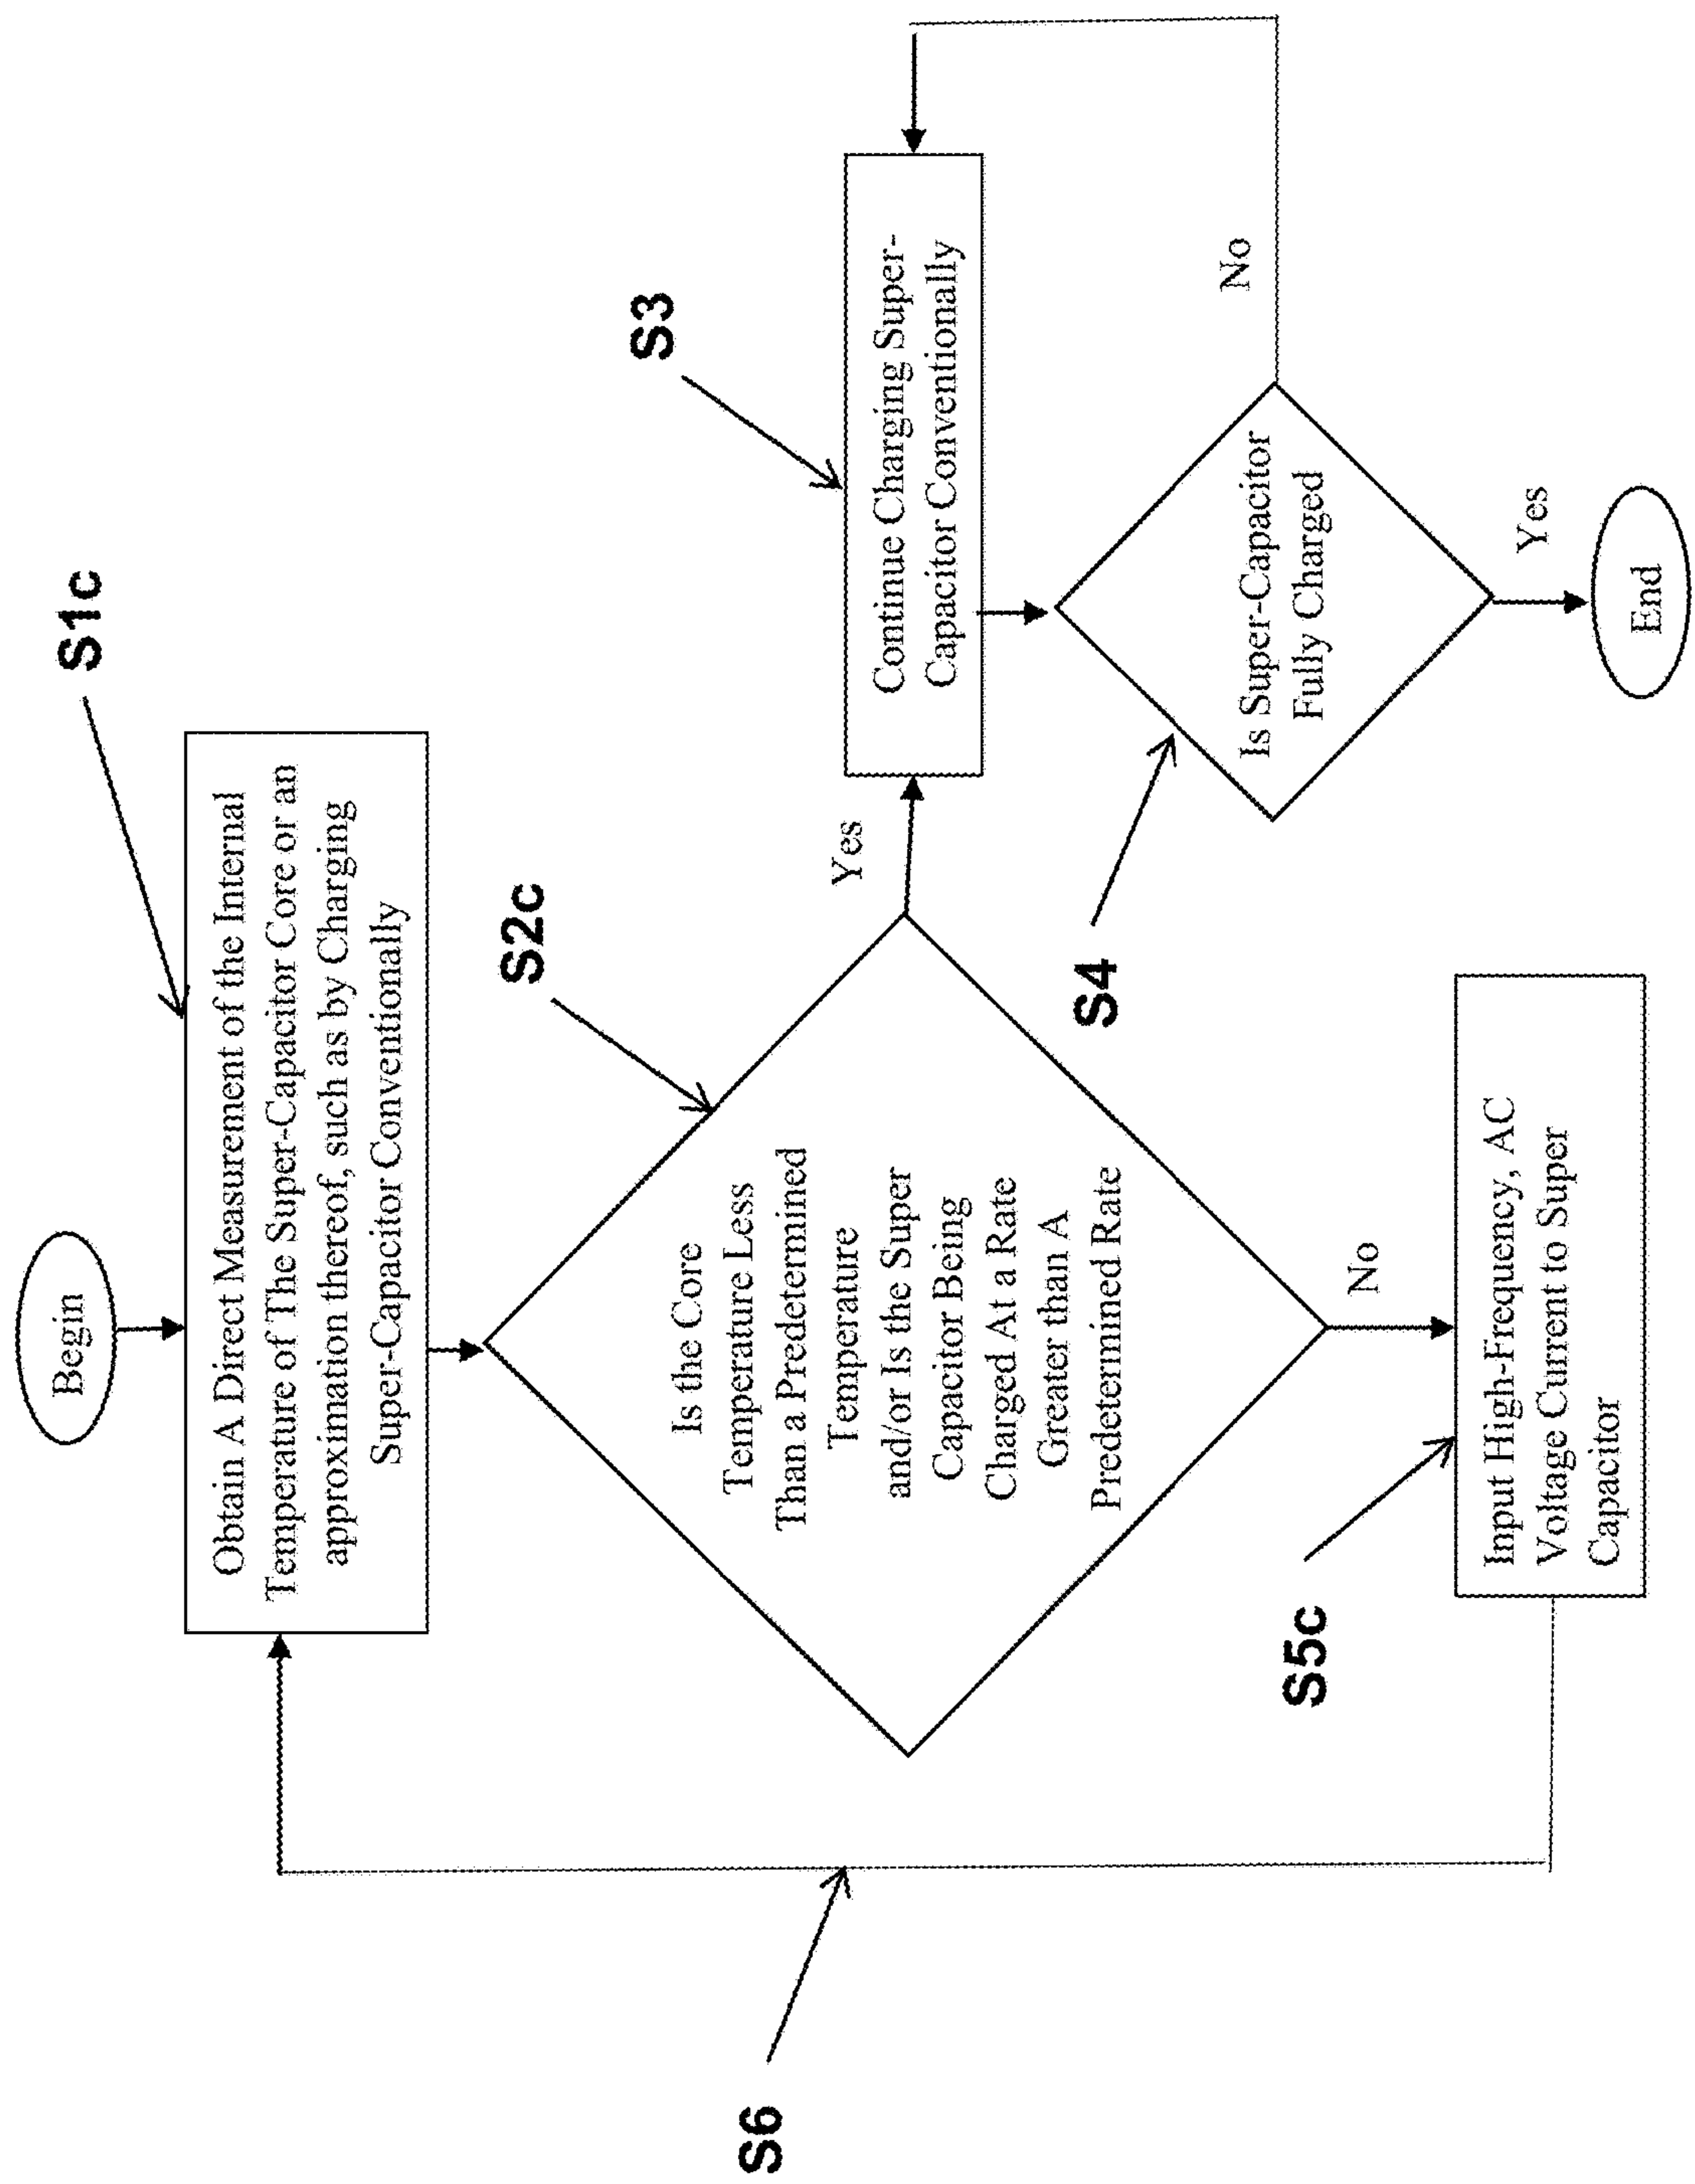 Begin
S1c
Obtain A Direct Measurement of the Internal
Temperature of The Super-Capacitor Core or an
approximation thereof, such as by Charging
Super-Capacitor Conventionally
S2c
Is the Core
Temperature Less
Than a Predetermined
Temperature
and/or Is the Super
Capacitor Being
Charged At a Rate
Greater than A
Predetermined Rate
Yes
S3
Continue Charging Super-
Capacitor Conventionally
S4
Is Super-Capacitor
Fully Charged
No
Yes
End
No
S5c
Input High-Frequency, AC
Voltage Current to Super
Capacitor
S6